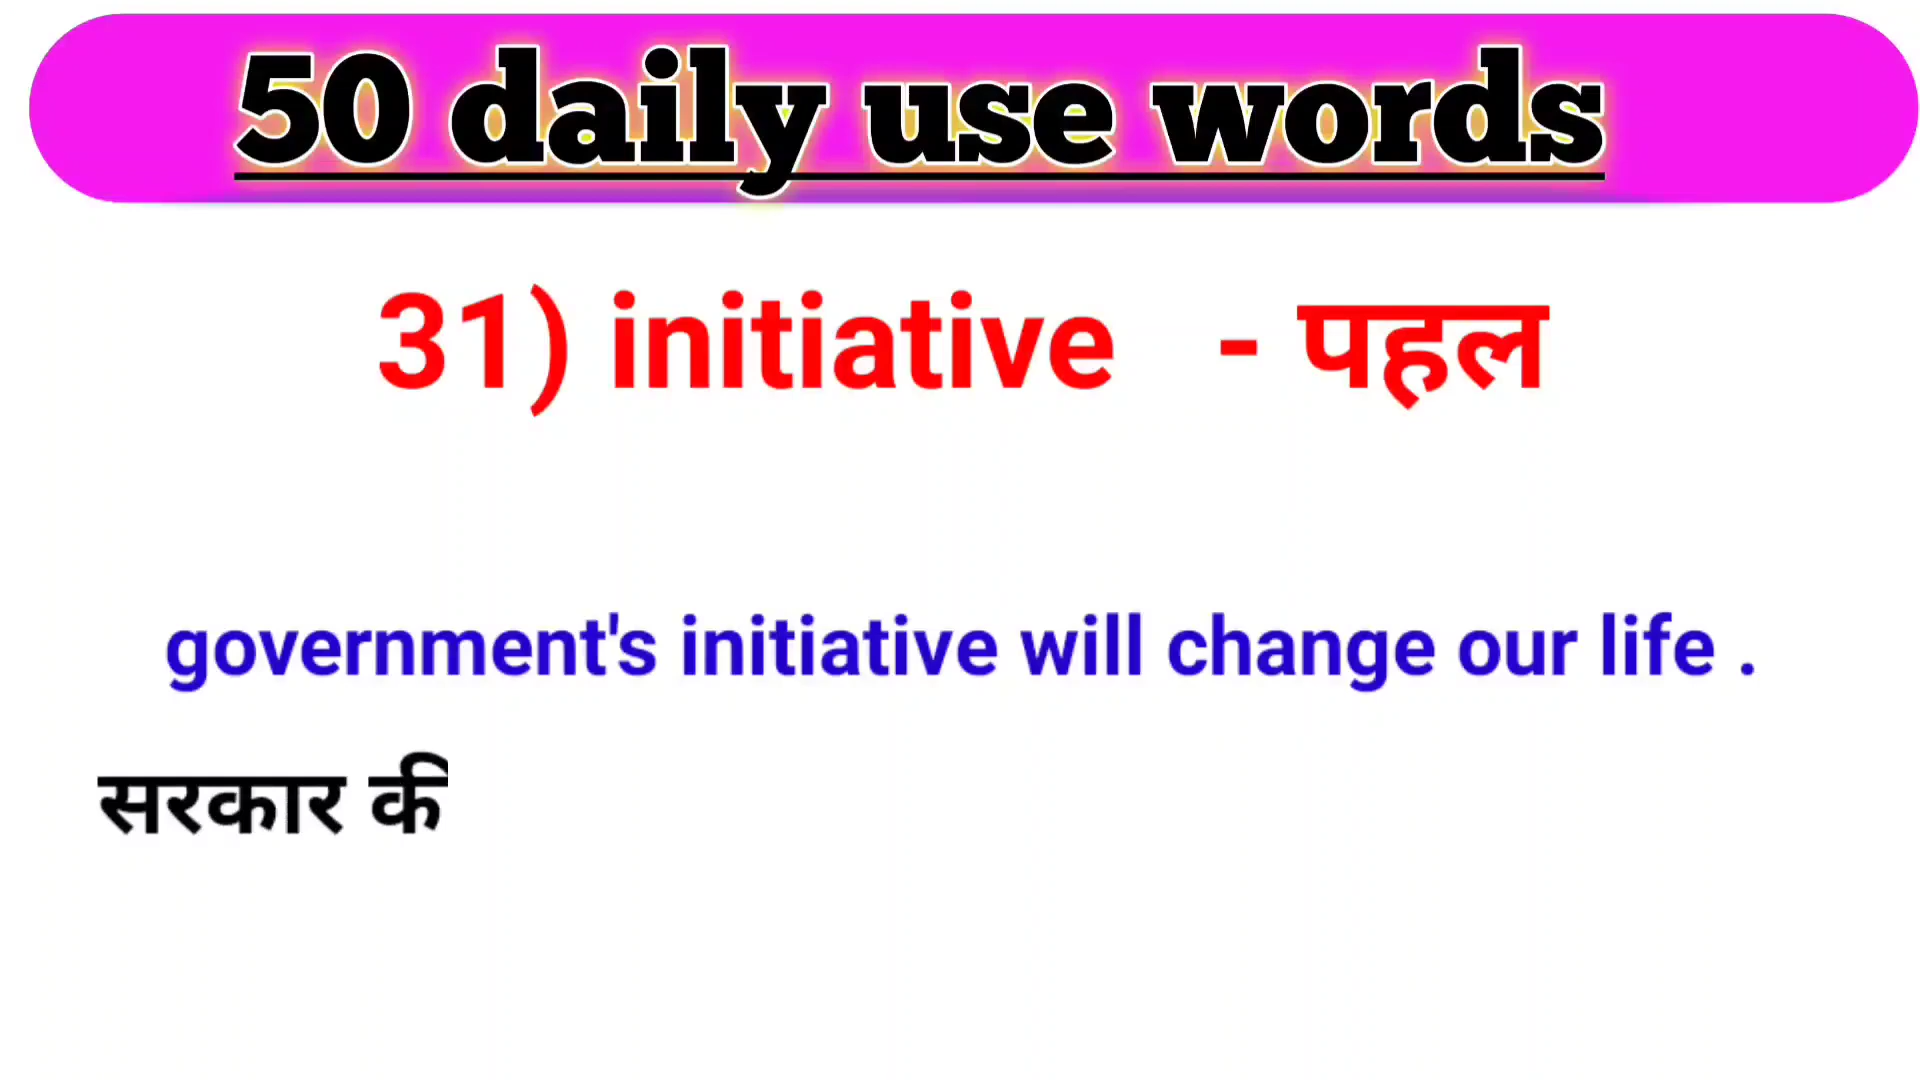 50 daily use words
31) initiative - पहल
government's initiative will change our life .
सरकार की